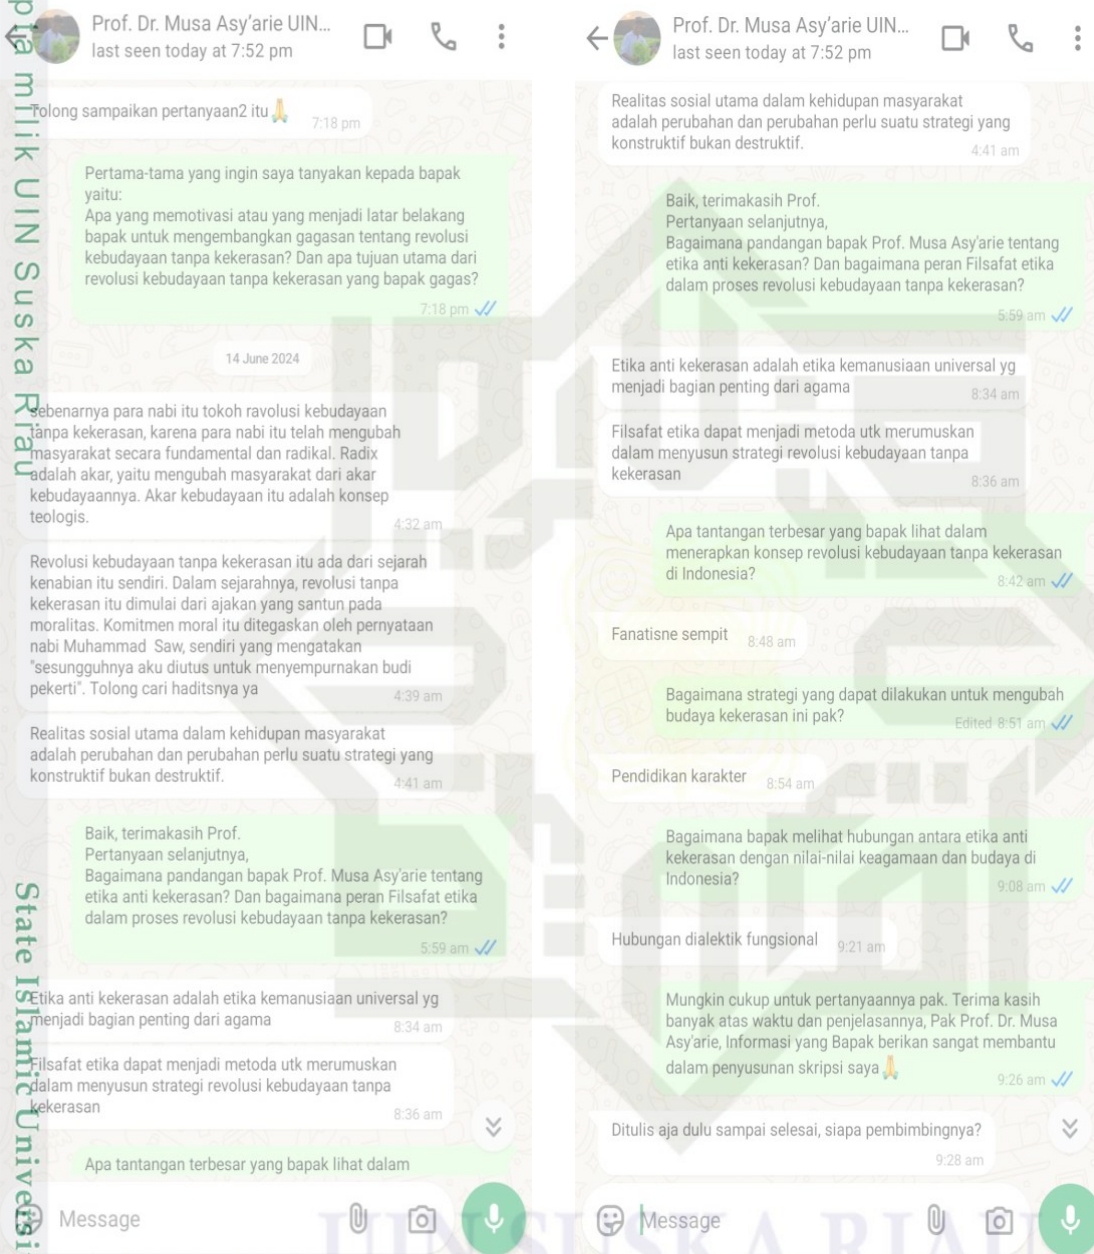 Prof. Dr. Musa Asy'arie UIN...
last seen today at 7:52 pm
Tolong sampaikan pertanyaan2 itu🙏
7:18 pm
Pertama-tama yang ingin saya tanyakan kepada bapak
yaitu:
Apa yang memotivasi atau yang menjadi latar belakang
bapak untuk mengembangkan gagasan tentang revolusi
kebudayaan tanpa kekerasan? Dan apa tujuan utama dari
revolusi kebudayaan tanpa kekerasan yang bapak gagas?
7:18 pm
14 June 2024
sebenarnya para nabi itu tokoh ravolusi kebudayaan
tanpa kekerasan, karena para nabi itu telah mengubah
masyarakat secara fundamental dan radikal. Radix
adalah akar, yaitu mengubah masyarakat dari akar
kebudayaannya. Akar kebudayaan itu adalah konsep
teologis.
4:32 am
Revolusi kebudayaan tanpa kekerasan itu ada dari sejarah
kenabian itu sendiri. Dalam sejarahnya, revolusi tanpa
kekerasan itu dimulai dari ajakan yang santun pada
moralitas. Komitmen moral itu ditegaskan oleh pernyataan
nabi Muhammad Saw, sendiri yang mengatakan
"sesungguhnya aku diutus untuk menyempurnakan budi
pekerti". Tolong cari haditsnya ya
4:39 am
Realitas sosial utama dalam kehidupan masyarakat
adalah perubahan dan perubahan perlu suatu strategi yang
konstruktif bukan destruktif.
4:41 am
Baik, terimakasih Prof.
Pertanyaan selanjutnya,
Bagaimana pandangan bapak Prof. Musa Asy'arie tentang
etika anti kekerasan? Dan bagaimana peran Filsafat etika
dalam proses revolusi kebudayaan tanpa kekerasan?
5:59 am
Etika anti kekerasan adalah etika kemanusiaan universal yg
menjadi bagian penting dari agama
8:34 am
Filsafat etika dapat menjadi metoda utk merumuskan
dalam menyusun strategi revolusi kebudayaan tanpa
kekerasan
8:36 am
Apa tantangan terbesar yang bapak lihat dalam
Message
Prof. Dr. Musa Asy'arie UIN...
last seen today at 7:52 pm
Realitas sosial utama dalam kehidupan masyarakat
adalah perubahan dan perubahan perlu suatu strategi yang
konstruktif bukan destruktif.
4:41 am
Baik, terimakasih Prof.
Pertanyaan selanjutnya,
Bagaimana pandangan bapak Prof. Musa Asy'arie tentang
etika anti kekerasan? Dan bagaimana peran Filsafat etika
dalam proses revolusi kebudayaan tanpa kekerasan?
5:59 am
Etika anti kekerasan adalah etika kemanusiaan universal yg
menjadi bagian penting dari agama
8:34 am
Filsafat etika dapat menjadi metoda utk merumuskan
dalam menyusun strategi revolusi kebudayaan tanpa
kekerasan
8:36 am
Apa tantangan terbesar yang bapak lihat dalam
menerapkan konsep revolusi kebudayaan tanpa kekerasan
di Indonesia?
8:42 am
Fanatisne sempit
8:48 am
Bagaimana strategi yang dapat dilakukan untuk mengubah
budaya kekerasan ini pak?
Edited 8:51 am
Pendidikan karakter
8:54 am
Bagaimana bapak melihat hubungan antara etika anti
kekerasan dengan nilai-nilai keagamaan dan budaya di
Indonesia?
9:08 am
Hubungan dialektik fungsional
9:21 am
Mungkin cukup untuk pertanyaannya pak. Terima kasih
banyak atas waktu dan penjelasannya, Pak Prof. Dr. Musa
Asy'arie, Informasi yang Bapak berikan sangat membantu
dalam penyusunan skripsi saya🙏
9:26 am
Ditulis aja dulu sampai selesai, siapa pembimbingnya?
9:28 am
Message
pta milik UIN Suska Riau
State Islamic Universi
UIN SUSKA RIAU